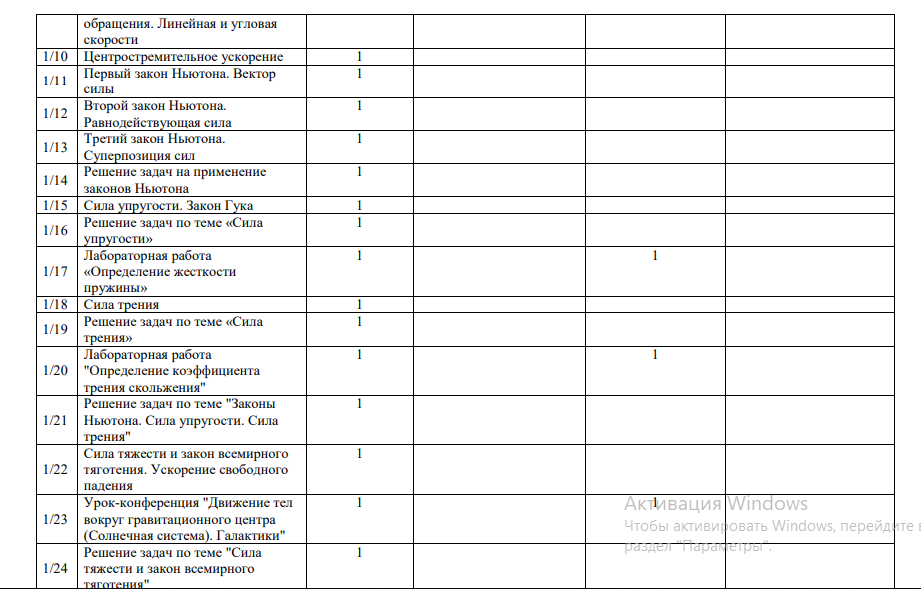 обращения. Линейная и угловая
скорости
1/10 Центростремительное ускорение 1
1/11 Первый закон Ньютона. Вектор 1
силы
1/12 Второй закон Ньютона. 1
Равнодействующая сила
1/13 Третий закон Ньютона. 1
Суперпозиция сил
1/14 Решение задач на применение 1
законов Ньютона
1/15 Сила упругости. Закон Гука 1
1/16 Решение задач по теме «Сила 1
упругости»
1/17 Лабораторная работа 1 1
«Определение жесткости
пружины»
1/18 Сила трения 1
1/19 Решение задач по теме «Сила 1
трения»
1/20 Лабораторная работа 1 1
"Определение коэффициента
трения скольжения"
1/21 Решение задач по теме "Законы 1
Ньютона. Сила упругости. Сила
трения"
1/22 Сила тяжести и закон всемирного 1
тяготения. Ускорение свободного
падения
1/23 Урок-конференция "Движение тел 1 1
вокруг гравитационного центра
(Солнечная система). Галактики"
1/24 Решение задач по теме "Сила 1
тяжести и закон всемирного
тяготения"
Активация Windows
Чтобы активировать Windows, перейдите в
раздел "Параметры".